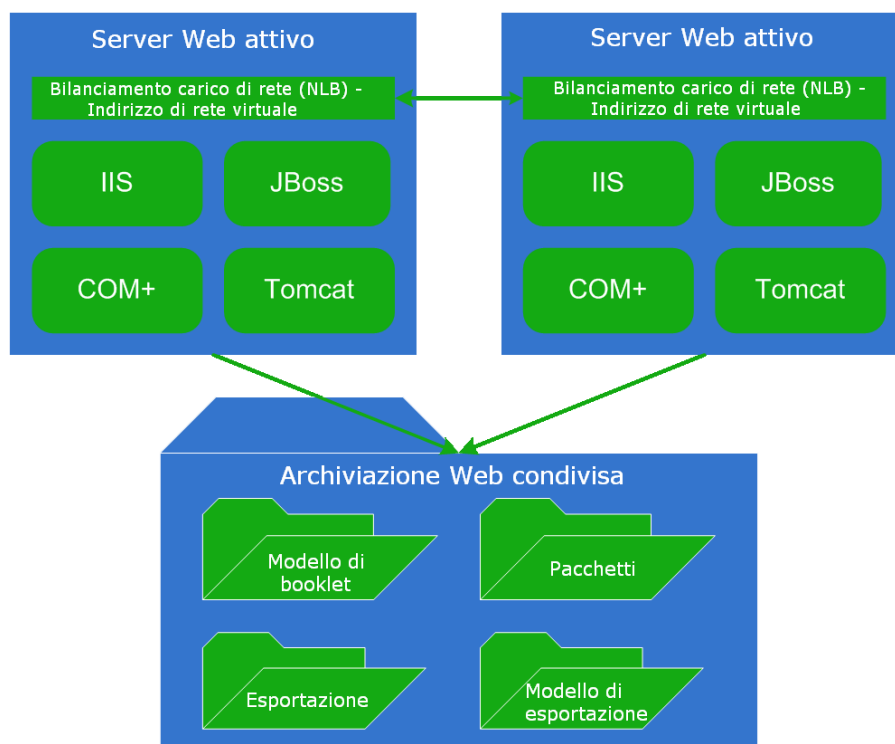 Server Web attivo
Bilanciamento carico di rete (NLB) -
Indirizzo di rete virtuale
IIS
JBoss
COM+
Tomcat
Server Web attivo
Bilanciamento carico di rete (NLB) -
Indirizzo di rete virtuale
IIS
JBoss
COM+
Tomcat
Archiviazione Web condivisa
Modello di
booklet
Pacchetti
Esportazione
Modello di
esportazione